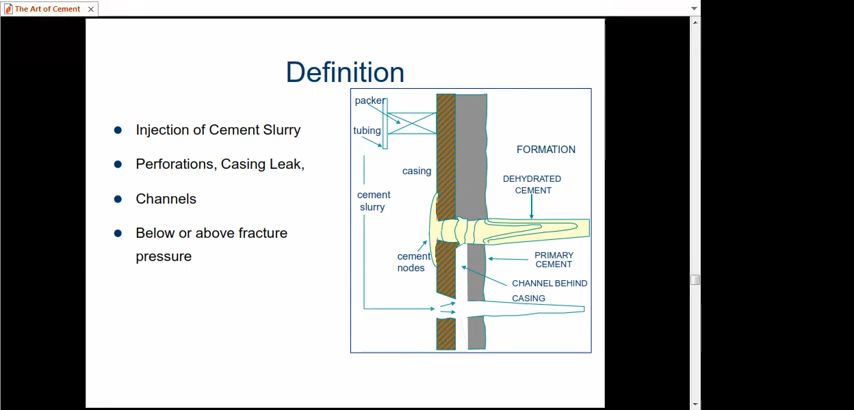 The Art of Cement
Definition
Injection of Cement Slurry
Perforations, Casing Leak,
Channels
Below or above fracture
pressure
packer
tubing
casing
cement
slurry
cement
nodes
FORMATION
DEHYDRATED
CEMENT
PRIMARY
CEMENT
CHANNEL BEHIND
CASING